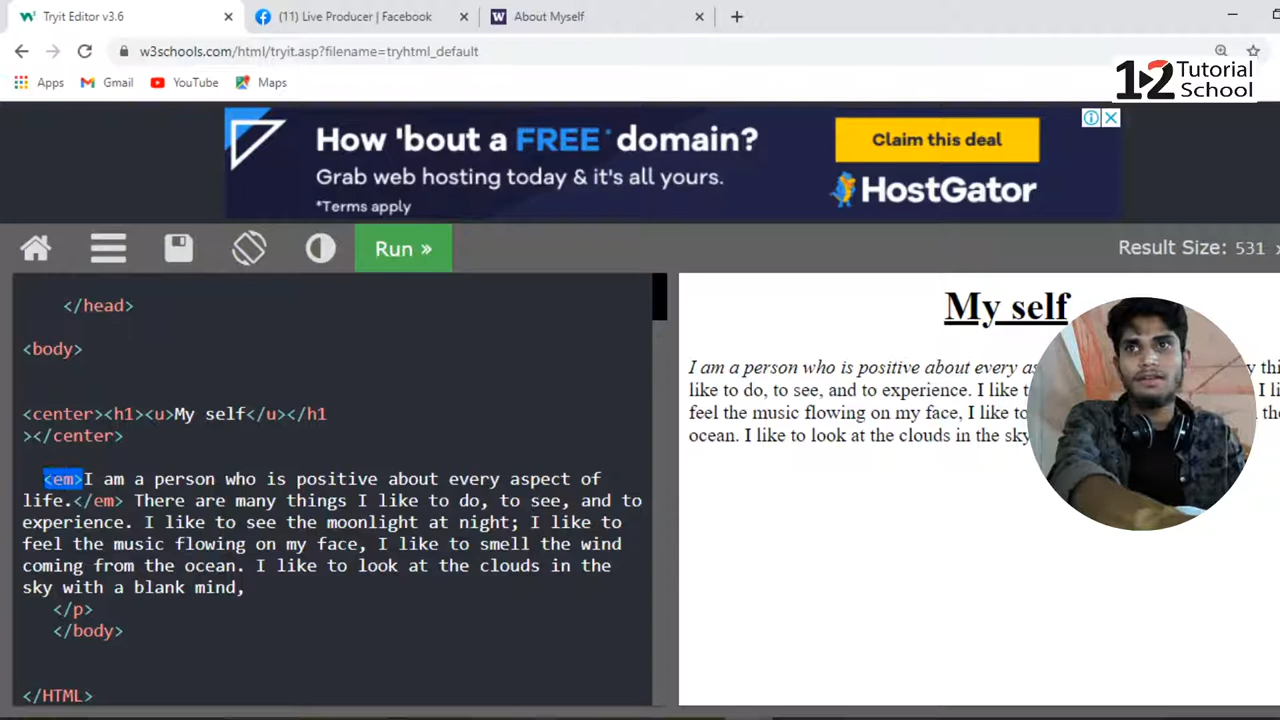 Tryit Editor v3.6
(11) Live Producer | Facebook
About Myself
w3schools.com/html/tryit.asp?filename=tryhtml_default
Apps Gmail YouTube Maps
12 Tutorial
School
How 'bout a FREE* domain?
Grab web hosting today & it's all yours.
*Terms apply
Claim this deal
HostGator
Run »
Result Size: 531 x
</head>
<body>
<center><h1><u>My self</u></h1
></center>
<em>I am a person who is positive about every aspect of
life.</em> There are many things I like to do, to see, and to
experience. I like to see the moonlight at night; I like to
feel the music flowing on my face, I like to smell the wind
coming from the ocean. I like to look at the clouds in the
sky with a blank mind,
</p>
</body>
</HTML>
My self
I am a person who is positive about every
like to do, to see, and to experience. I like
feel the music flowing on my face, I like to
ocean. I like to look at the clouds in the sky